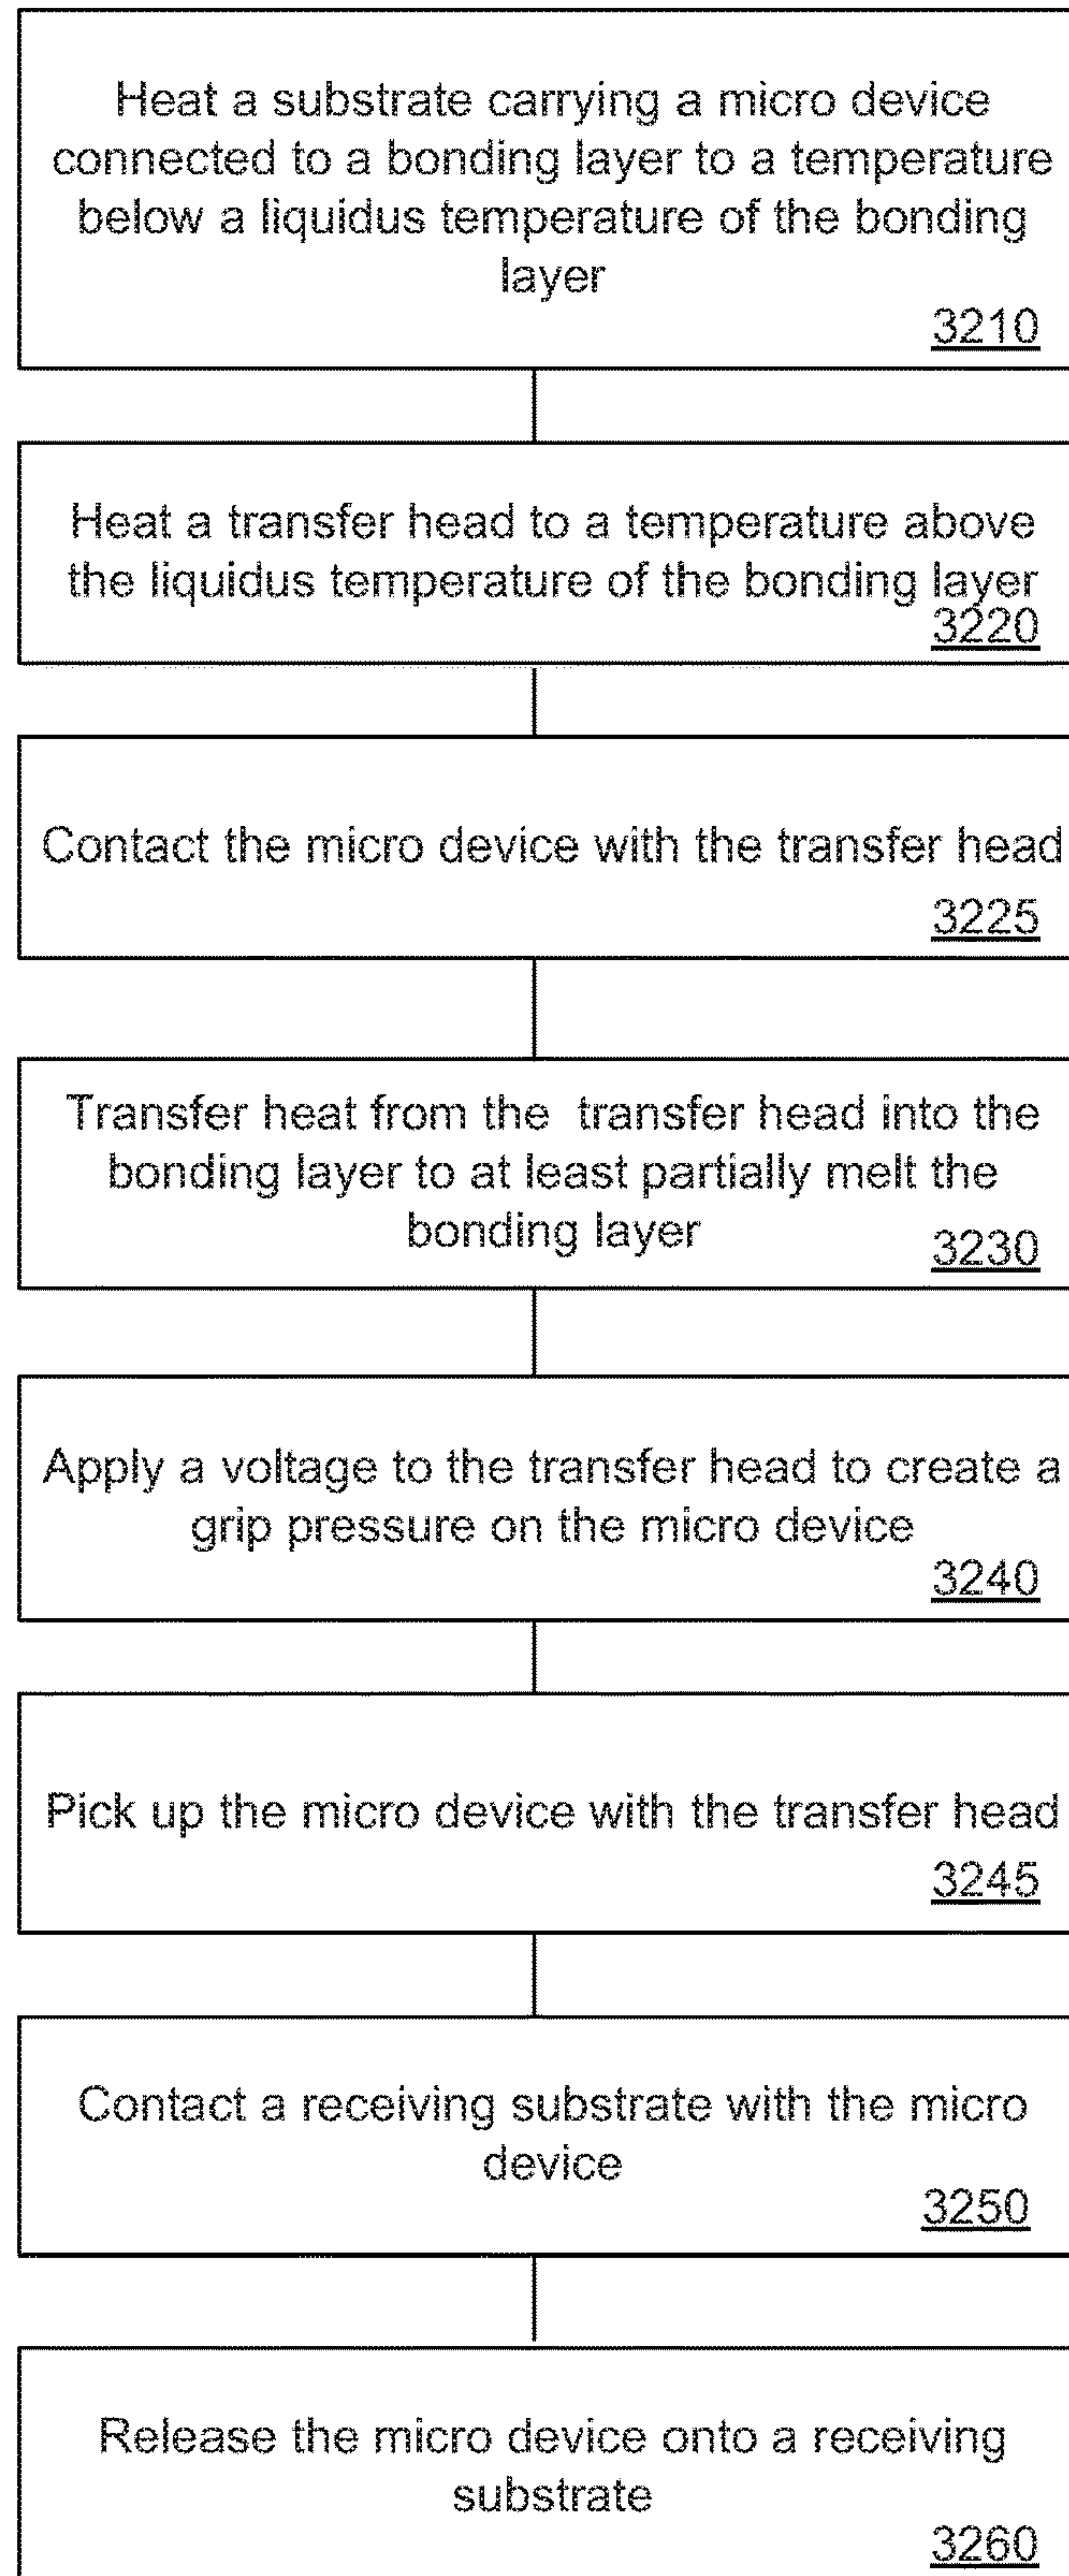 Heat a substrate carrying a micro device
connected to a bonding layer to a temperature
below a liquidus temperature of the bonding
layer
3210
Heat a transfer head to a temperature above
the liquidus temperature of the bonding layer
3220
Contact the micro device with the transfer head
3225
Transfer heat from the transfer head into the
bonding layer to at least partially melt the
bonding layer
3230
Apply a voltage to the transfer head to create a
grip pressure on the micro device
3240
Pick up the micro device with the transfer head
3245
Contact a receiving substrate with the micro
device
3250
Release the micro device onto a receiving
substrate
3260